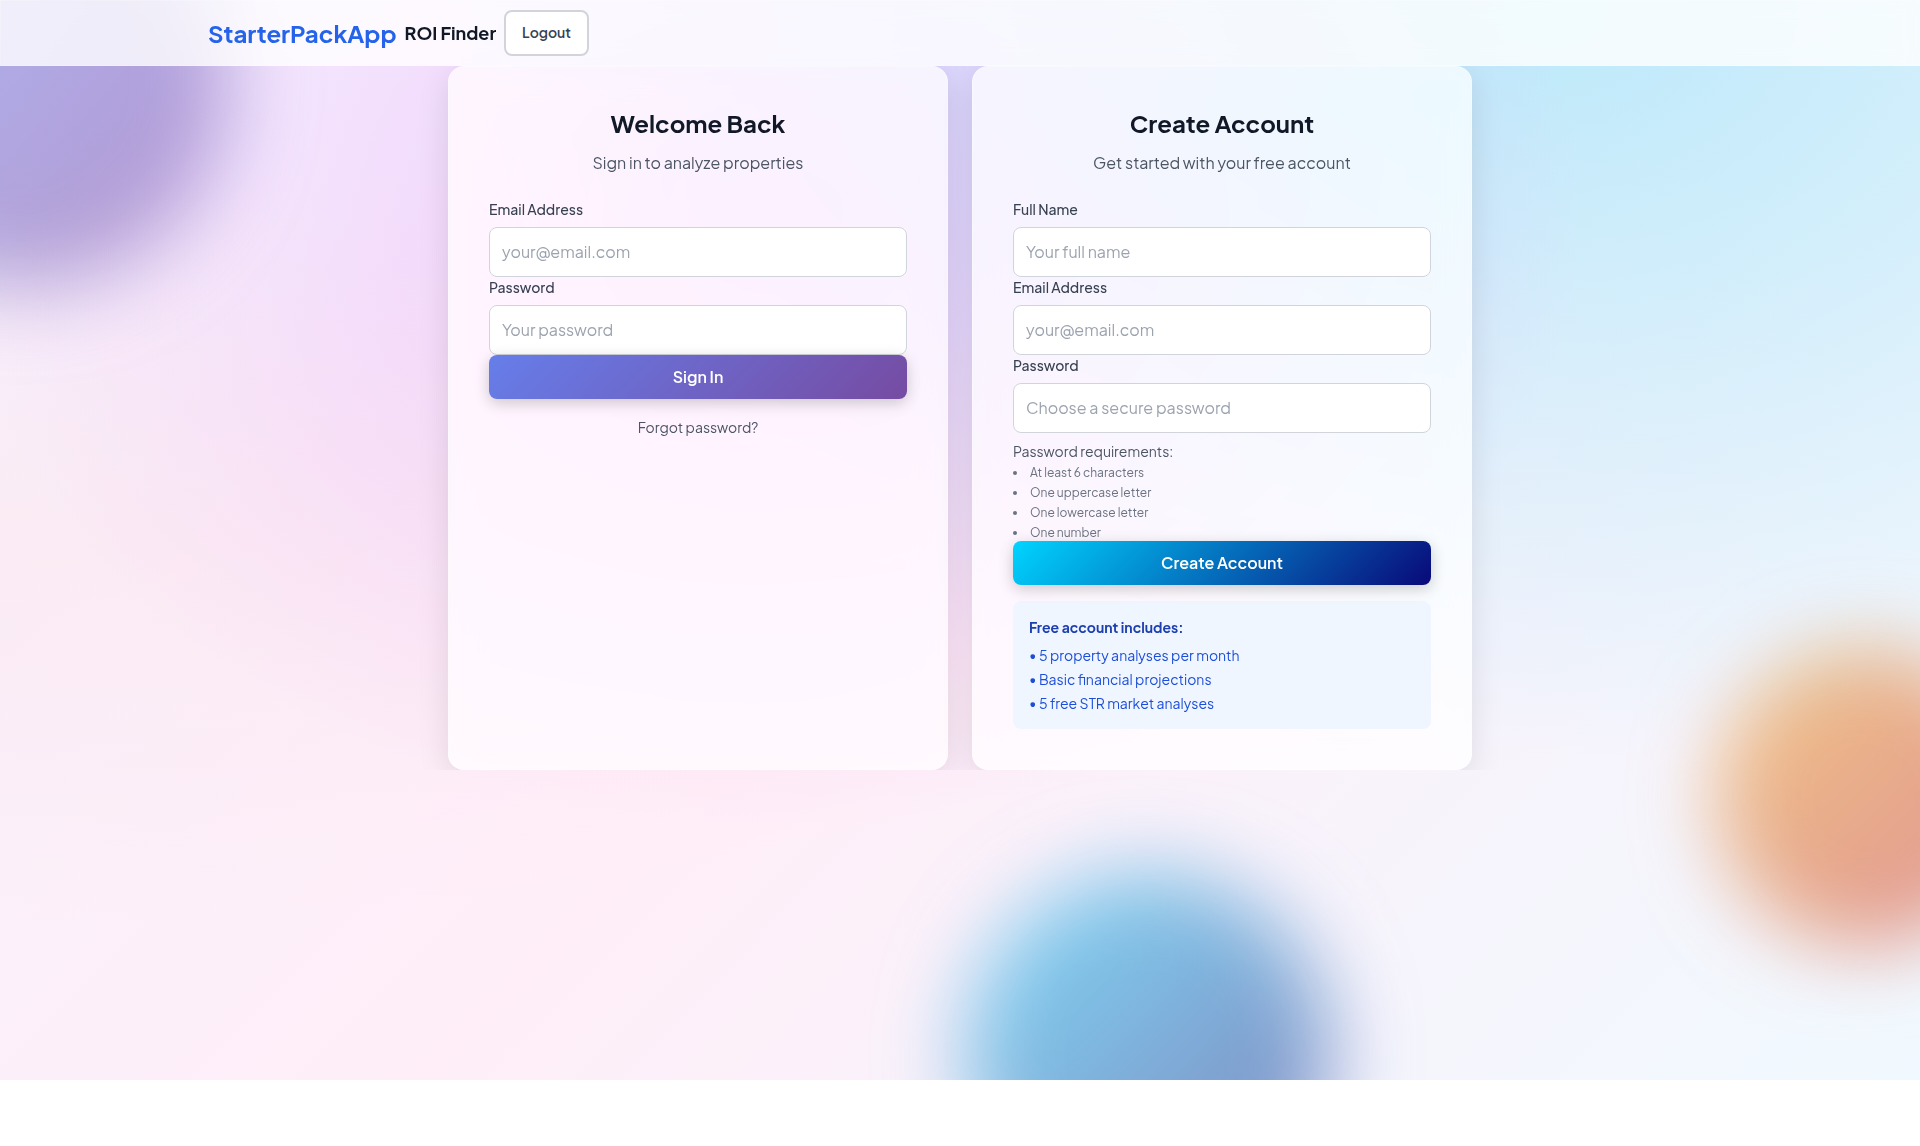 StarterPackApp ROI Finder Logout
Welcome Back
Sign in to analyze properties
Email Address
your@email.com
Password
Your password
Sign In
Forgot password?
Create Account
Get started with your free account
Full Name
Your full name
Email Address
your@email.com
Password
Choose a secure password
Password requirements:
• At least 6 characters
• One uppercase letter
• One lowercase letter
• One number
Create Account
Free account includes:
• 5 property analyses per month
• Basic financial projections
• 5 free STR market analyses